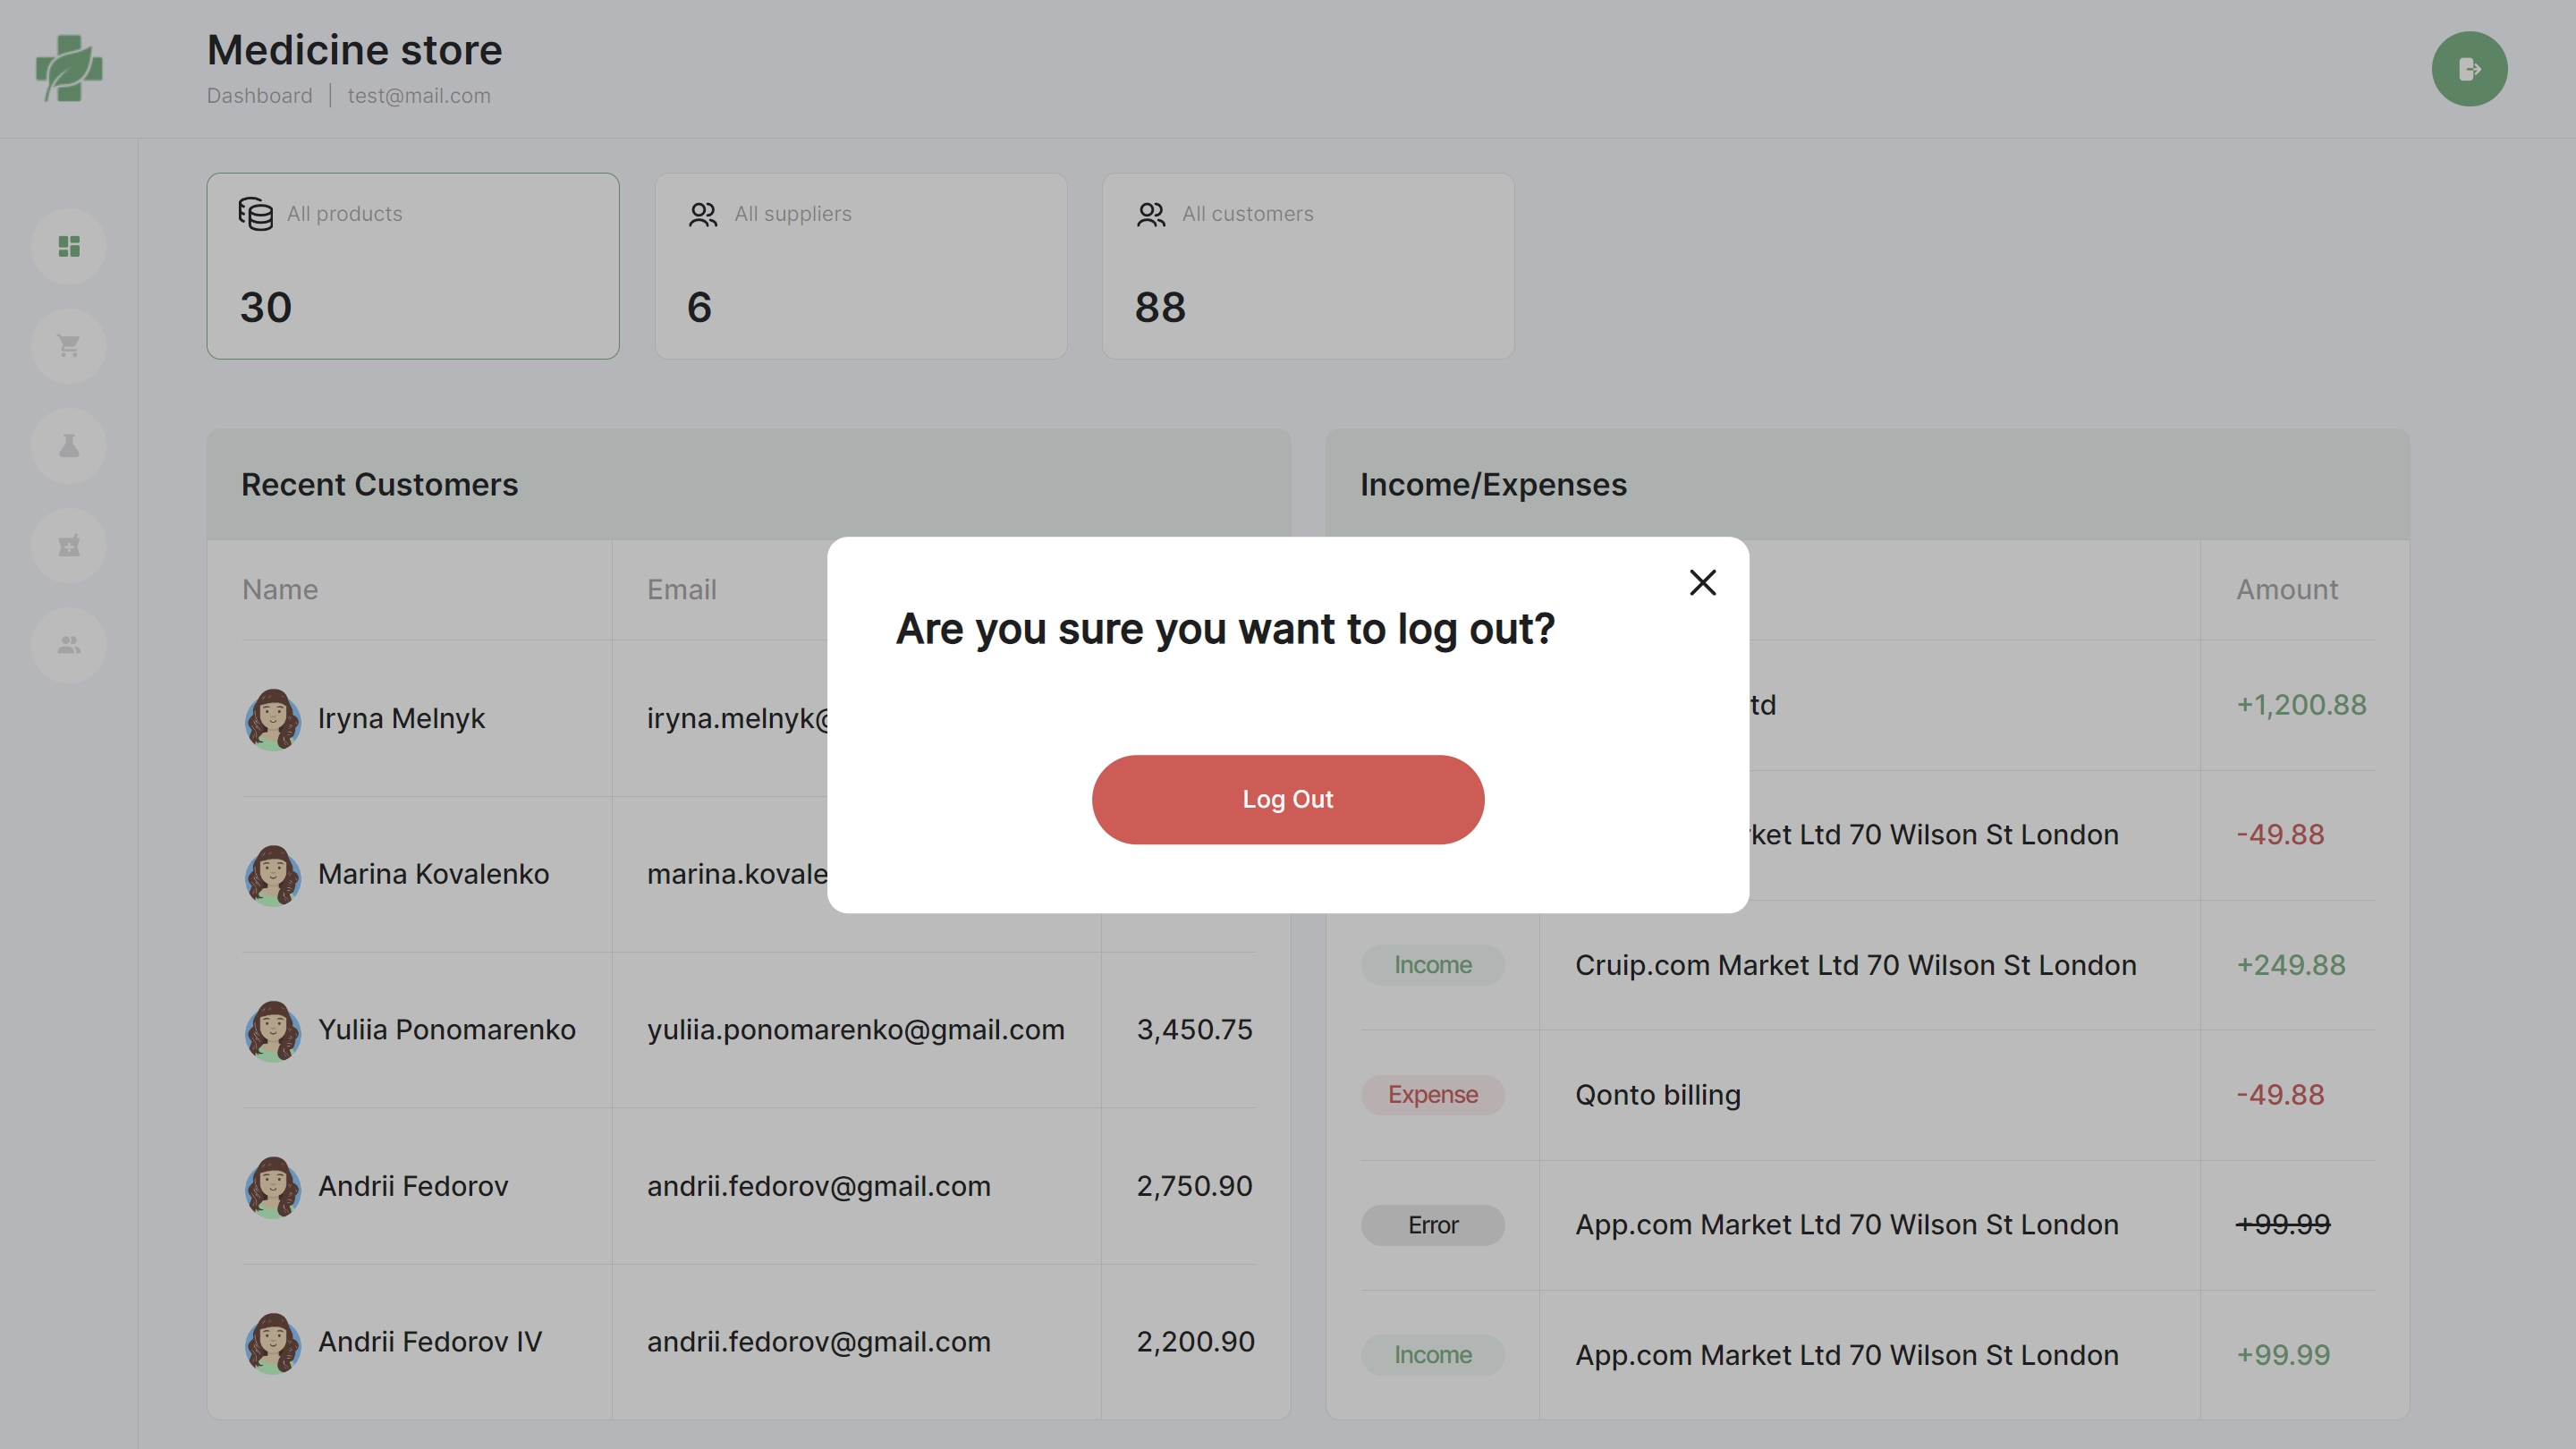 Medicine store
Dashboard | test@mail.com
All products
30
All suppliers
6
All customers
88
Recent Customers
Name Email
Iryna Melnyk iryna.melnyk@
Marina Kovalenko marina.kovale
Yuliia Ponomarenko yuliia.ponomarenko@gmail.com 3,450.75
Andrii Fedorov andrii.fedorov@gmail.com 2,750.90
Andrii Fedorov IV andrii.fedorov@gmail.com 2,200.90
Income/Expenses
Amount
td +1,200.88
ket Ltd 70 Wilson St London -49.88
Income Cruip.com Market Ltd 70 Wilson St London +249.88
Expense Qonto billing -49.88
Error App.com Market Ltd 70 Wilson St London +99.99
Income App.com Market Ltd 70 Wilson St London +99.99
Are you sure you want to log out?
Log Out